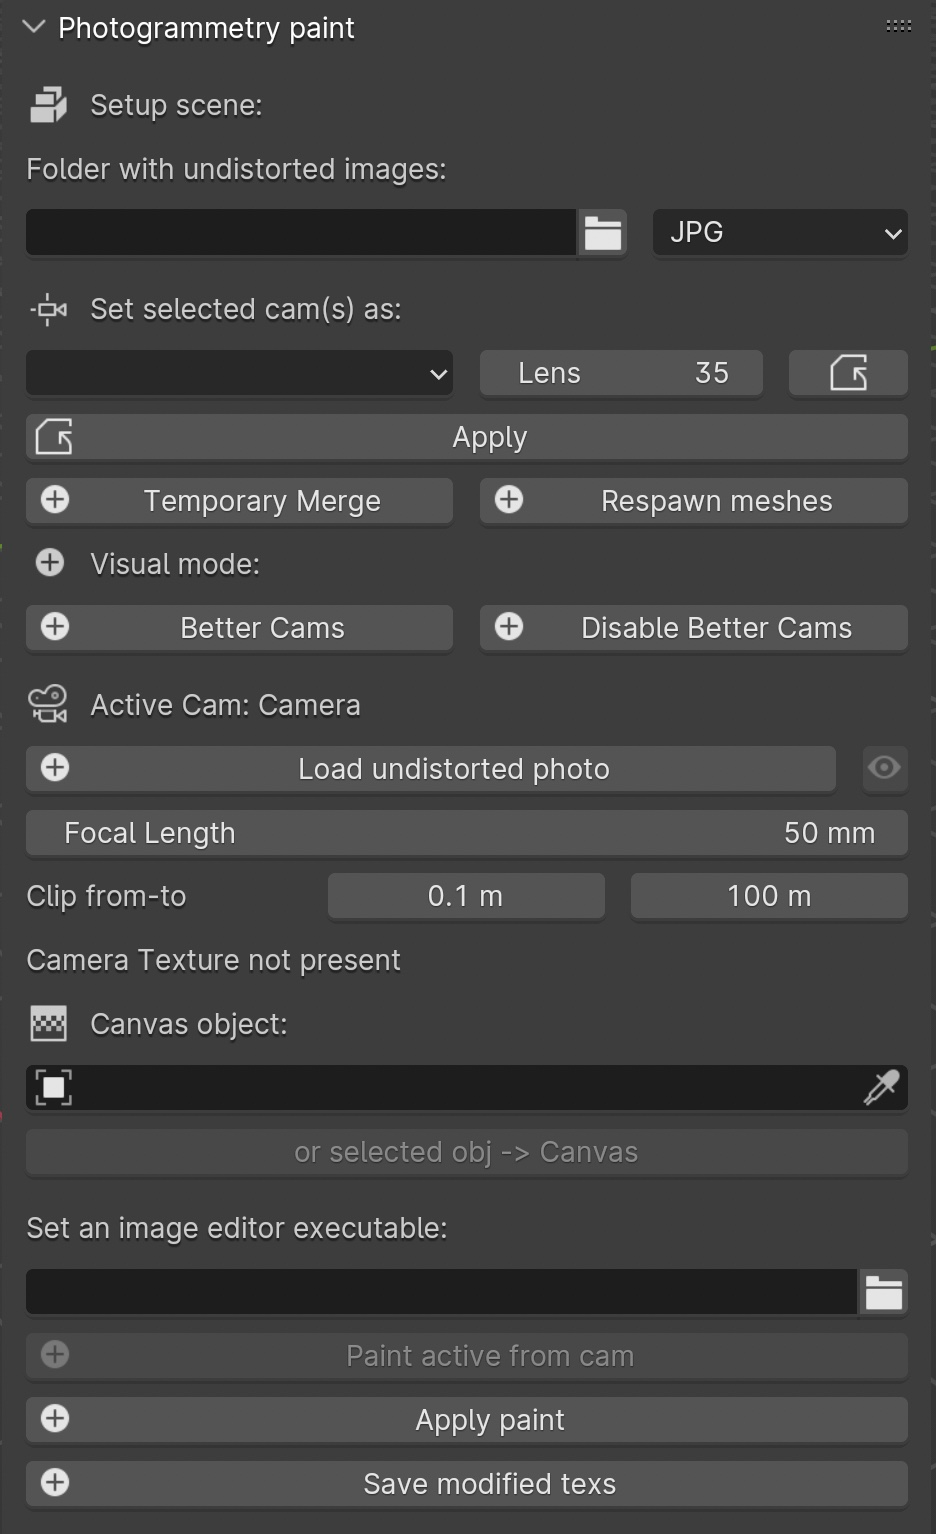 Photogrammetry paint
Setup scene:
Folder with undistorted images:
JPG
Set selected cam(s) as:
Lens 35
Apply
Temporary Merge Respawn meshes
Visual mode:
Better Cams Disable Better Cams
Active Cam: Camera
Load undistorted photo
Focal Length 50 mm
Clip from-to 0.1 m 100 m
Camera Texture not present
Canvas object:
or selected obj -> Canvas
Set an image editor executable:
Paint active from cam
Apply paint
Save modified texs